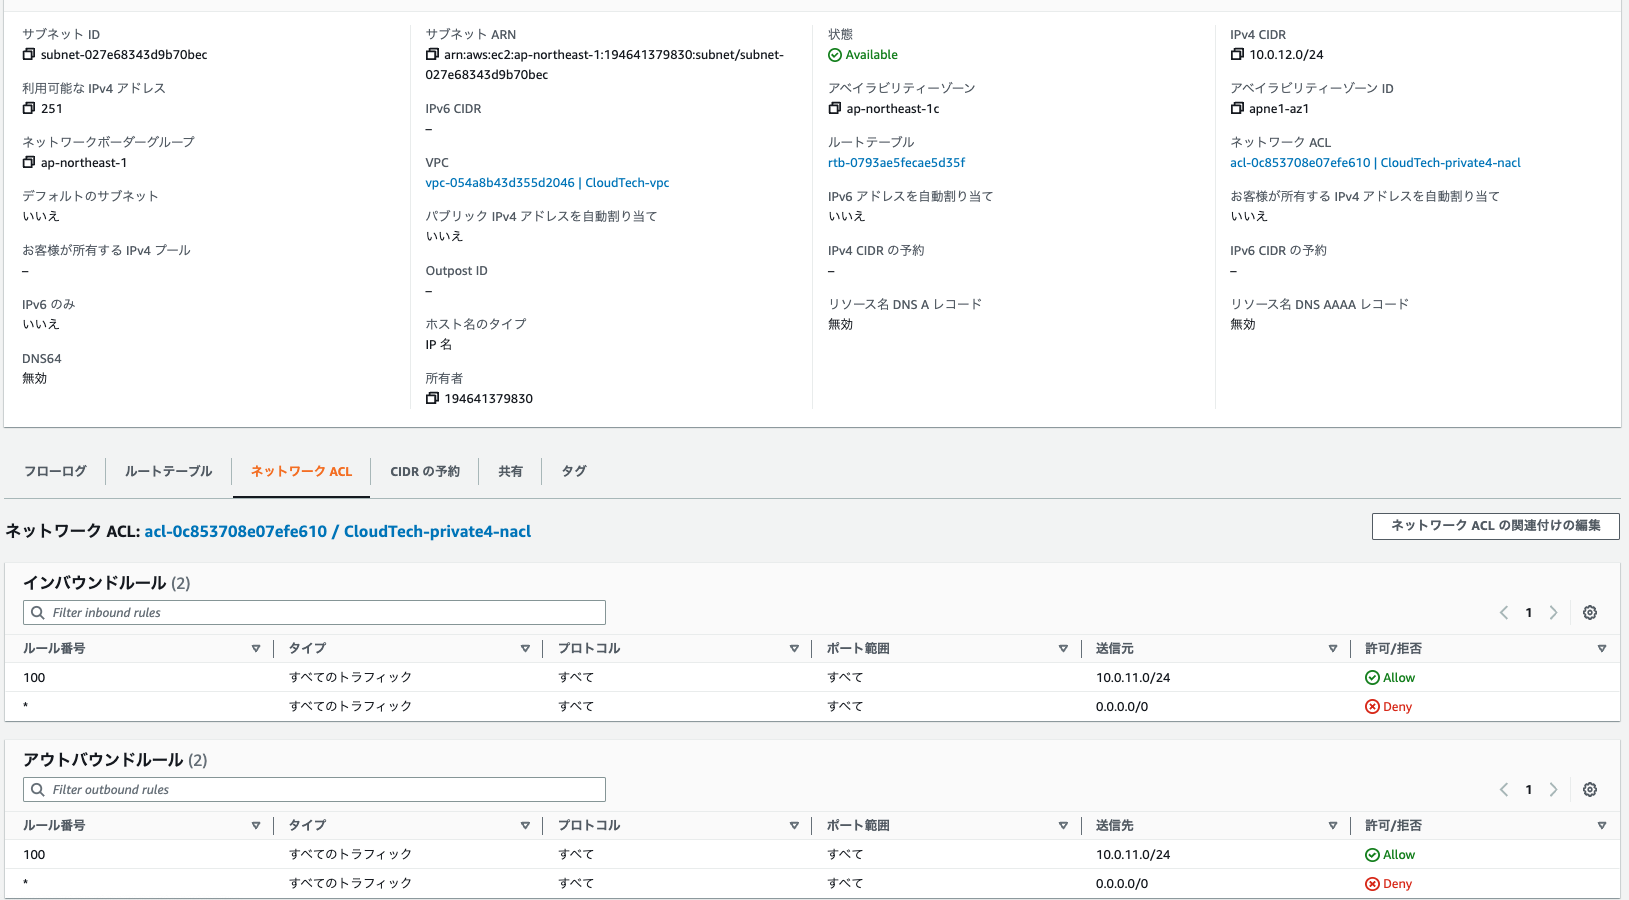 サブネット ID
subnet-027e68343d9b70bec
利用可能な IPv4 アドレス
251
ネットワークボーダーグループ
ap-northeast-1
デフォルトのサブネット
いいえ
お客様が所有する IPv4 プール
–
IPv6 のみ
いいえ
DNS64
無効
サブネット ARN
arn:aws:ec2:ap-northeast-1:194641379830:subnet/subnet-
027e68343d9b70bec
IPv6 CIDR
–
VPC
vpc-054a8b43d355d2046 | CloudTech-vpc
パブリック IPv4 アドレスを自動割り当て
いいえ
Outpost ID
–
ホスト名のタイプ
IP 名
所有者
194641379830
状態
Available
アベイラビリティーゾーン
ap-northeast-1c
ルートテーブル
rtb-0793ae5fecae5d35f
IPv6 アドレスを自動割り当て
いいえ
IPv4 CIDR の予約
–
リソース名 DNS A レコード
無効
IPv4 CIDR
10.0.12.0/24
アベイラビリティーゾーン ID
apne1-az1
ネットワーク ACL
acl-0c853708e07efe610 | CloudTech-private4-nacl
お客様が所有する IPv4 アドレスを自動割り当て
いいえ
IPv6 CIDR の予約
–
リソース名 DNS AAAA レコード
無効
フローログ ルートテーブル ネットワーク ACL CIDR の予約 共有 タグ
ネットワーク ACL: acl-0c853708e07efe610 / CloudTech-private4-nacl
ネットワーク ACL の関連付けの編集
インバウンドルール (2)
Filter inbound rules
1
ルール番号 タイプ プロトコル ポート範囲 送信元 許可/拒否
100 すべてのトラフィック すべて すべて 10.0.11.0/24 Allow
* すべてのトラフィック すべて すべて 0.0.0.0/0 Deny
アウトバウンドルール (2)
Filter outbound rules
1
ルール番号 タイプ プロトコル ポート範囲 送信先 許可/拒否
100 すべてのトラフィック すべて すべて 10.0.11.0/24 Allow
* すべてのトラフィック すべて すべて 0.0.0.0/0 Deny